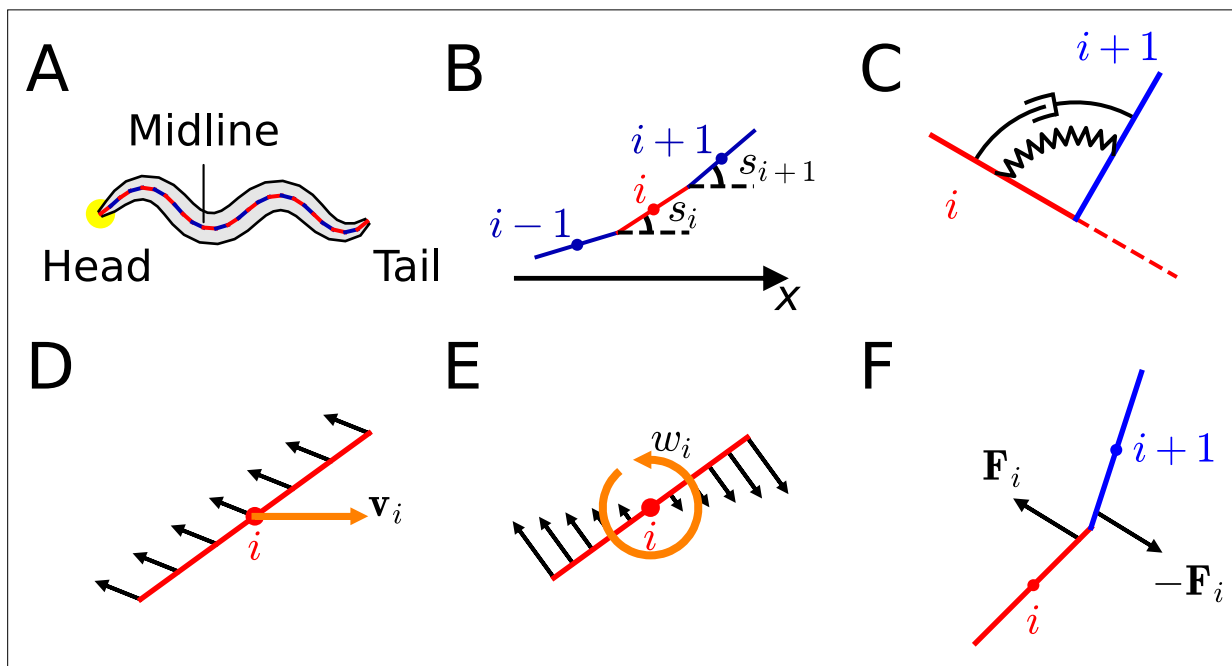 A
Midline
Head
Tail
B
i + 1
s_{i+1}
i
s_i
i − 1
x
C
i + 1
i
D
v_i
i
E
w_i
i
F
i + 1
F_i
−F_i
i